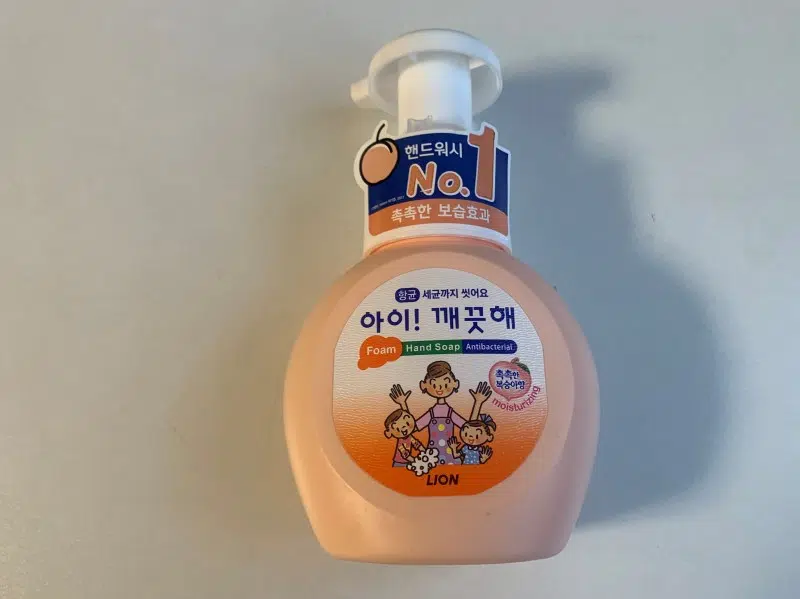 핸드워시
No.1
촉촉한 보습효과
항균 세균까지 씻어요
아이! 깨끗해
Foam Hand Soap Antibacterial
촉촉한
복숭아향
moisturizing
LION